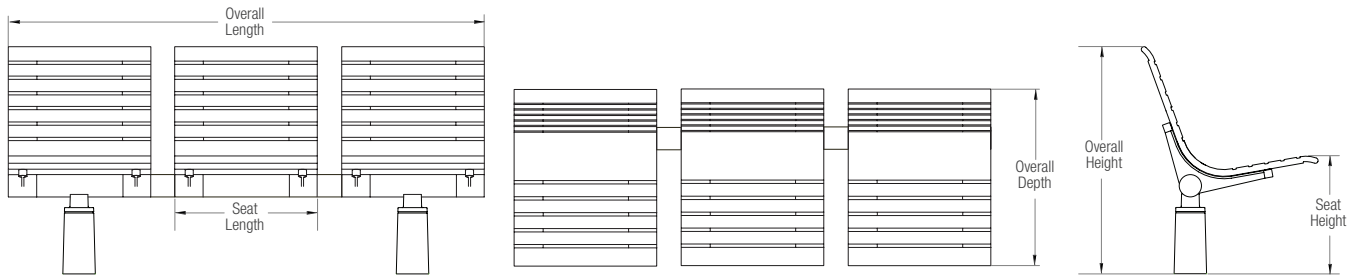 Overall
Length
Seat
Length
Overall
Depth
Overall
Height
Seat
Height